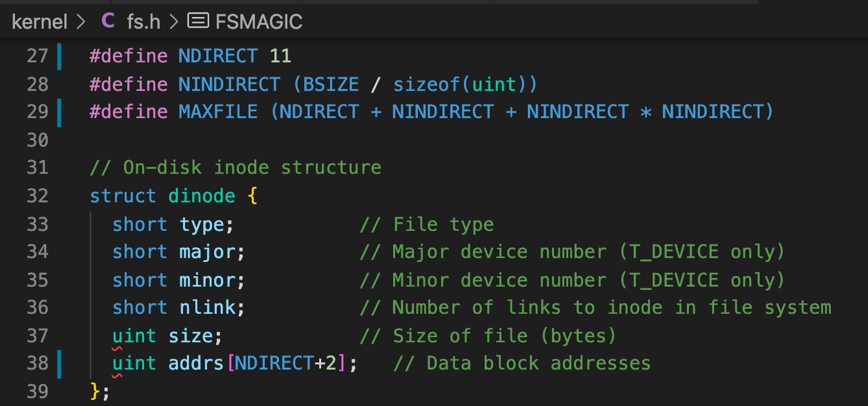 kernel > C fs.h > FSMAGIC
27 #define NDIRECT 11
28 #define NINDIRECT (BSIZE / sizeof(uint))
29 #define MAXFILE (NDIRECT + NINDIRECT + NINDIRECT * NINDIRECT)
30
31 // On-disk inode structure
32 struct dinode {
33 short type; // File type
34 short major; // Major device number (T_DEVICE only)
35 short minor; // Minor device number (T_DEVICE only)
36 short nlink; // Number of links to inode in file system
37 uint size; // Size of file (bytes)
38 uint addrs[NDIRECT+2]; // Data block addresses
39 };